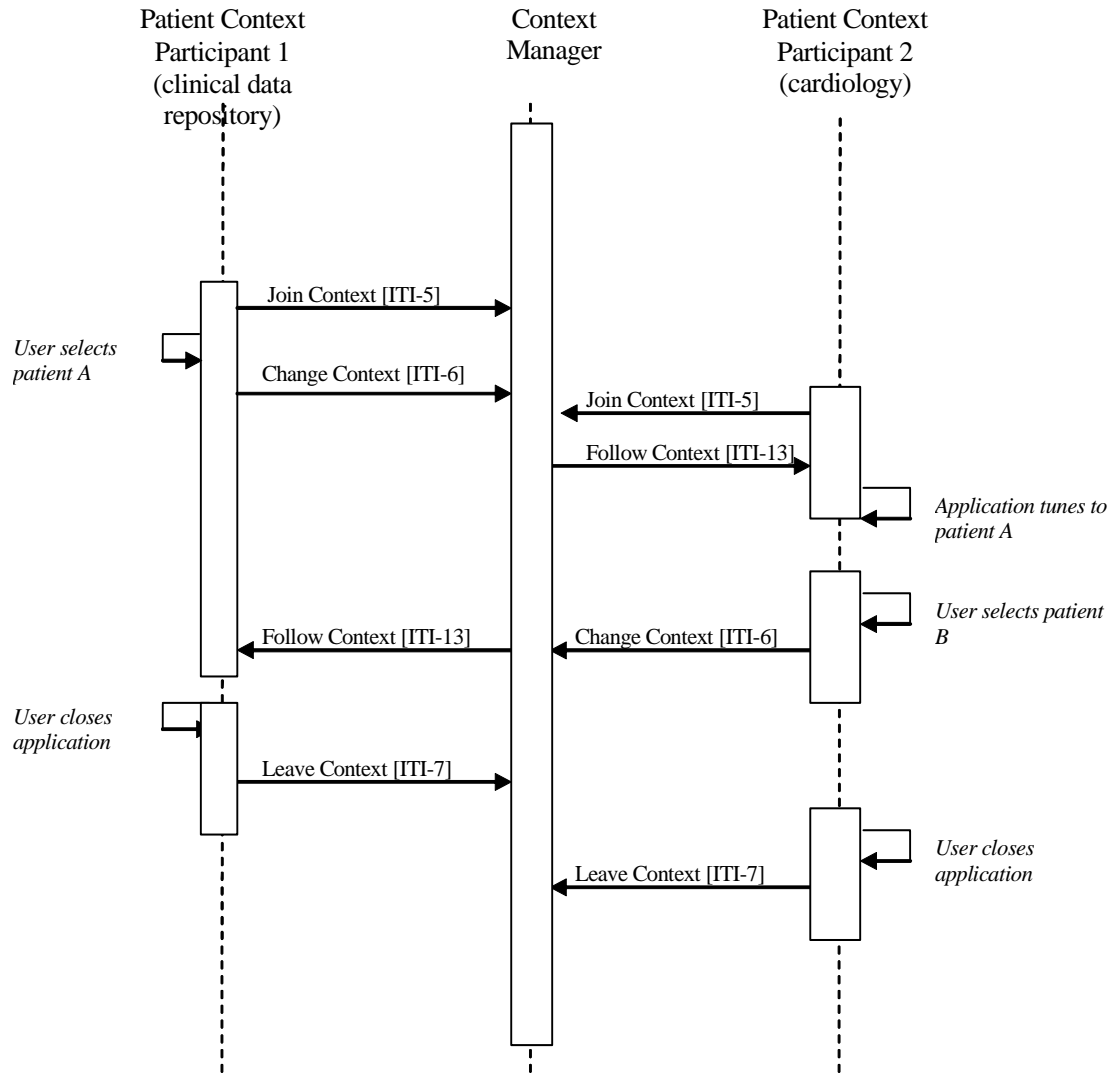 Patient Context
Participant 1
(clinical data
repository)
Context
Manager
Patient Context
Participant 2
(cardiology)
Join Context [ITI-5]
User selects
patient A
Change Context [ITI-6]
Join Context [ITI-5]
Follow Context [ITI-13]
Application tunes to
patient A
User selects patient
B
Follow Context [ITI-13]
Change Context [ITI-6]
User closes
application
Leave Context [ITI-7]
User closes
application
Leave Context [ITI-7]